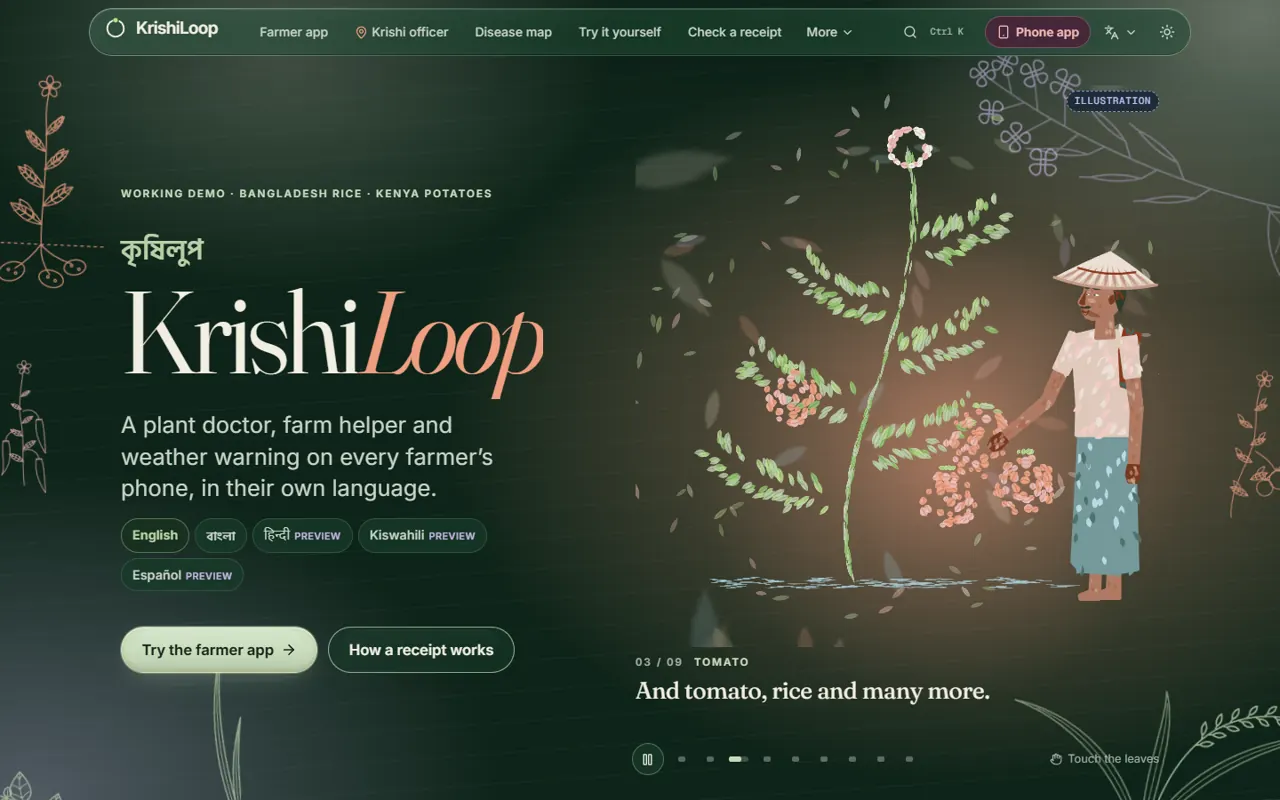 KrishiLoop
Farmer app
Krishi officer
Disease map
Try it yourself
Check a receipt
More
Ctrl K
Phone app
ILLUSTRATION
WORKING DEMO · BANGLADESH RICE · KENYA POTATOES
কৃষিলুপ
KrishiLoop
A plant doctor, farm helper and
weather warning on every farmer’s
phone, in their own language.
English
বাংলা
हिन्दी PREVIEW
Kiswahili PREVIEW
Español PREVIEW
Try the farmer app →
How a receipt works
03 / 09 TOMATO
And tomato, rice and many more.
Touch the leaves